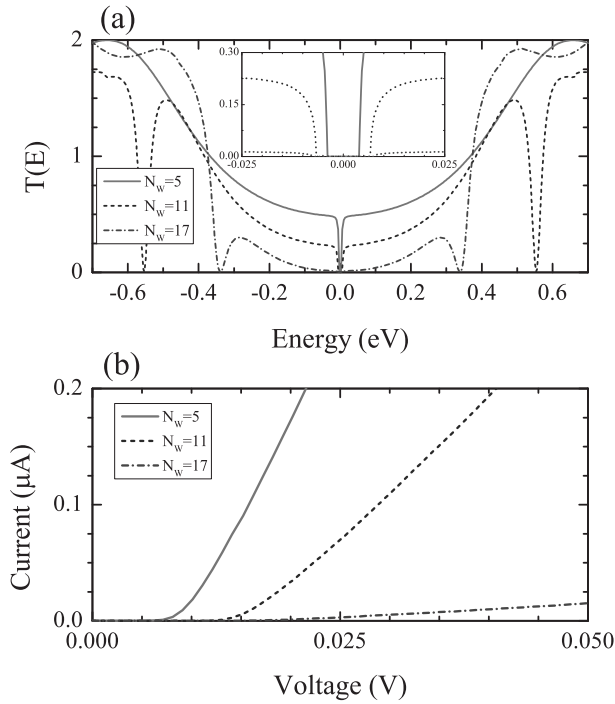 (a)
2
1
0
T(E)
0.30
0.15
0.00
-0.025
0.000
0.025
N_W=5
N_W=11
N_W=17
-0.6
-0.4
-0.2
0.0
0.2
0.4
0.6
Energy (eV)
(b)
0.2
0.1
0.0
Current (μA)
N_W=5
N_W=11
N_W=17
0.000
0.025
0.050
Voltage (V)